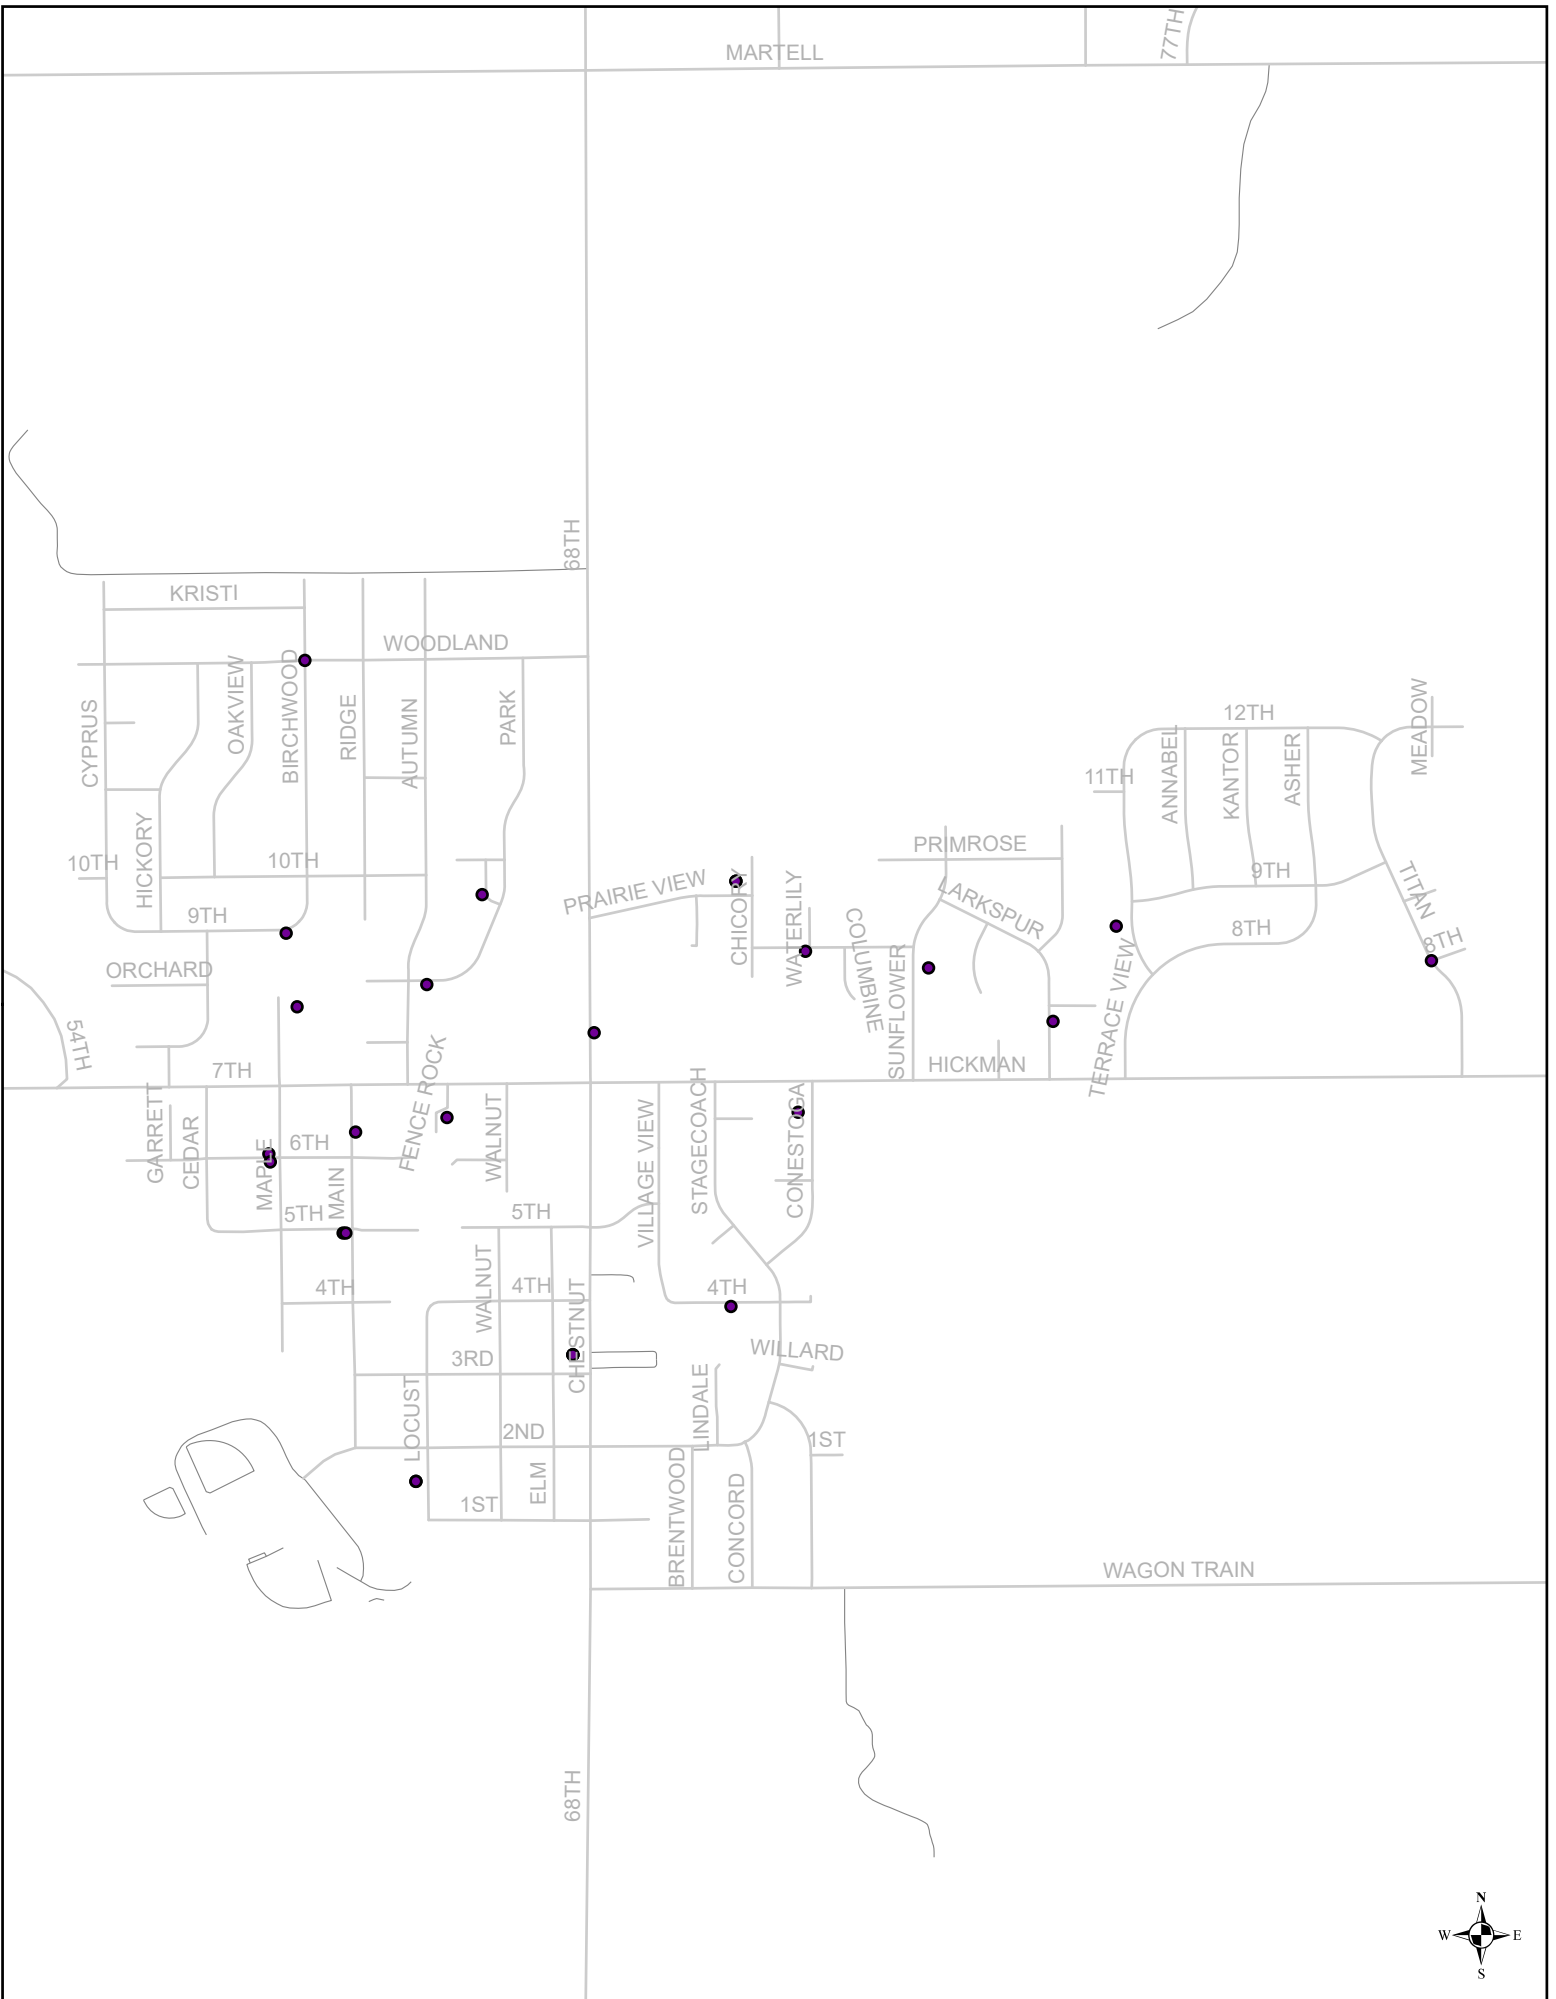 77TH
MARTELL
68TH
KRISTI
WOODLAND
OAKVIEW
BIRCHWOOD
CYPRUS
RIDGE
AUTUMN
PARK
MEADOW
12TH
ANNABEL
KANTOR
ASHER
11TH
HICKORY
10TH
10TH
PRIMROSE
9TH
PRAIRIE VIEW
CHICORY
WATERLILY
LARKSPUR
TITAN
9TH
COLUMBINE
8TH
8TH
ORCHARD
SUNFLOWER
TERRACE VIEW
54TH
7TH
FENCE ROCK
HICKMAN
GARRETT
CEDAR
MAPLE
6TH
MAIN
WALNUT
VILLAGE VIEW
STAGECOACH
CONESTOGA
5TH
5TH
4TH
WALNUT
4TH
CHESTNUT
4TH
3RD
WILLARD
LOCUST
LINDALE
2ND
1ST
ELM
1ST
BRENTWOOD
CONCORD
WAGON TRAIN
68TH
N
W E
S